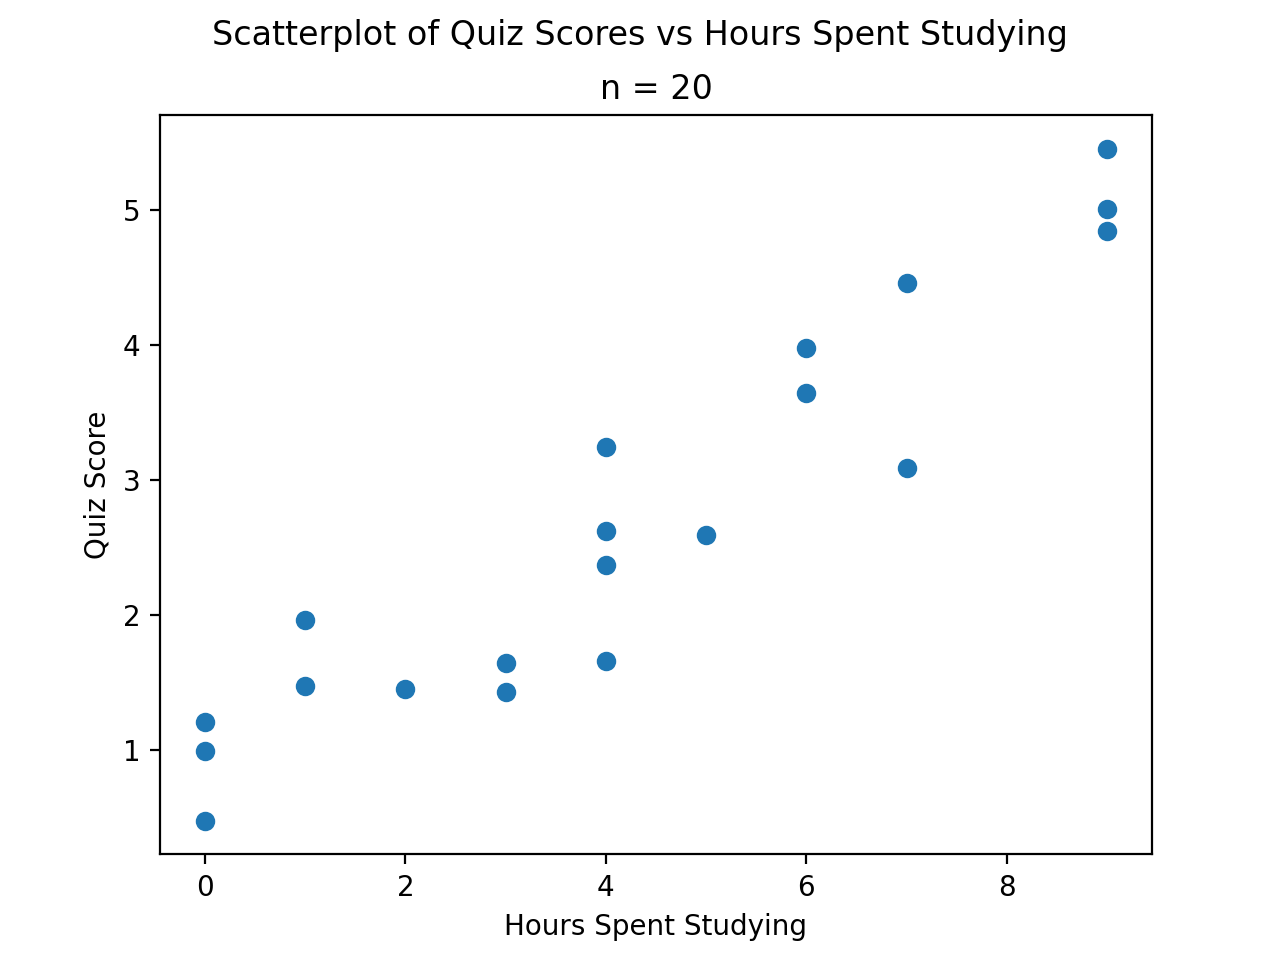 Scatterplot of Quiz Scores vs Hours Spent Studying
n = 20
5
4
3
2
1
Quiz Score
0 2 4 6 8
Hours Spent Studying